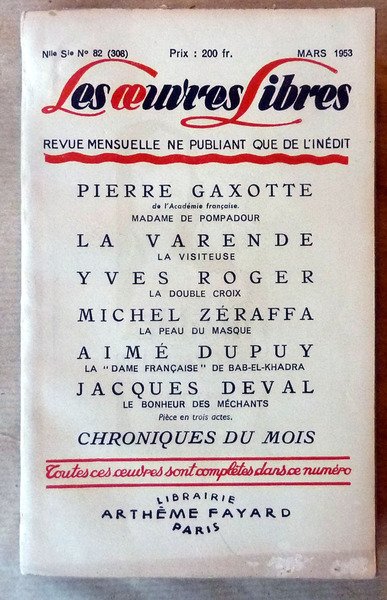 Nlle Sie No 82 (308) Prix : 200 fr. MARS 1953
Les œuvres Libres
REVUE MENSUELLE NE PUBLIANT QUE DE L'INÉDIT
PIERRE GAXOTTE
de l'Académie française.
MADAME DE POMPADOUR
LA VARENDE
LA VISITEUSE
YVES ROGER
LA DOUBLE CROIX
MICHEL ZÉRAFFA
LA PEAU DU MASQUE
AIMÉ DUPUY
LA "DAME FRANÇAISE" DE BAB-EL-KHADRA
JACQUES DEVAL
LE BONHEUR DES MÉCHANTS
Pièce en trois actes.
CHRONIQUES DU MOIS
Toutes ces œuvres sont complètes dans ce numéro
LIBRAIRIE
ARTHÈME FAYARD
PARIS